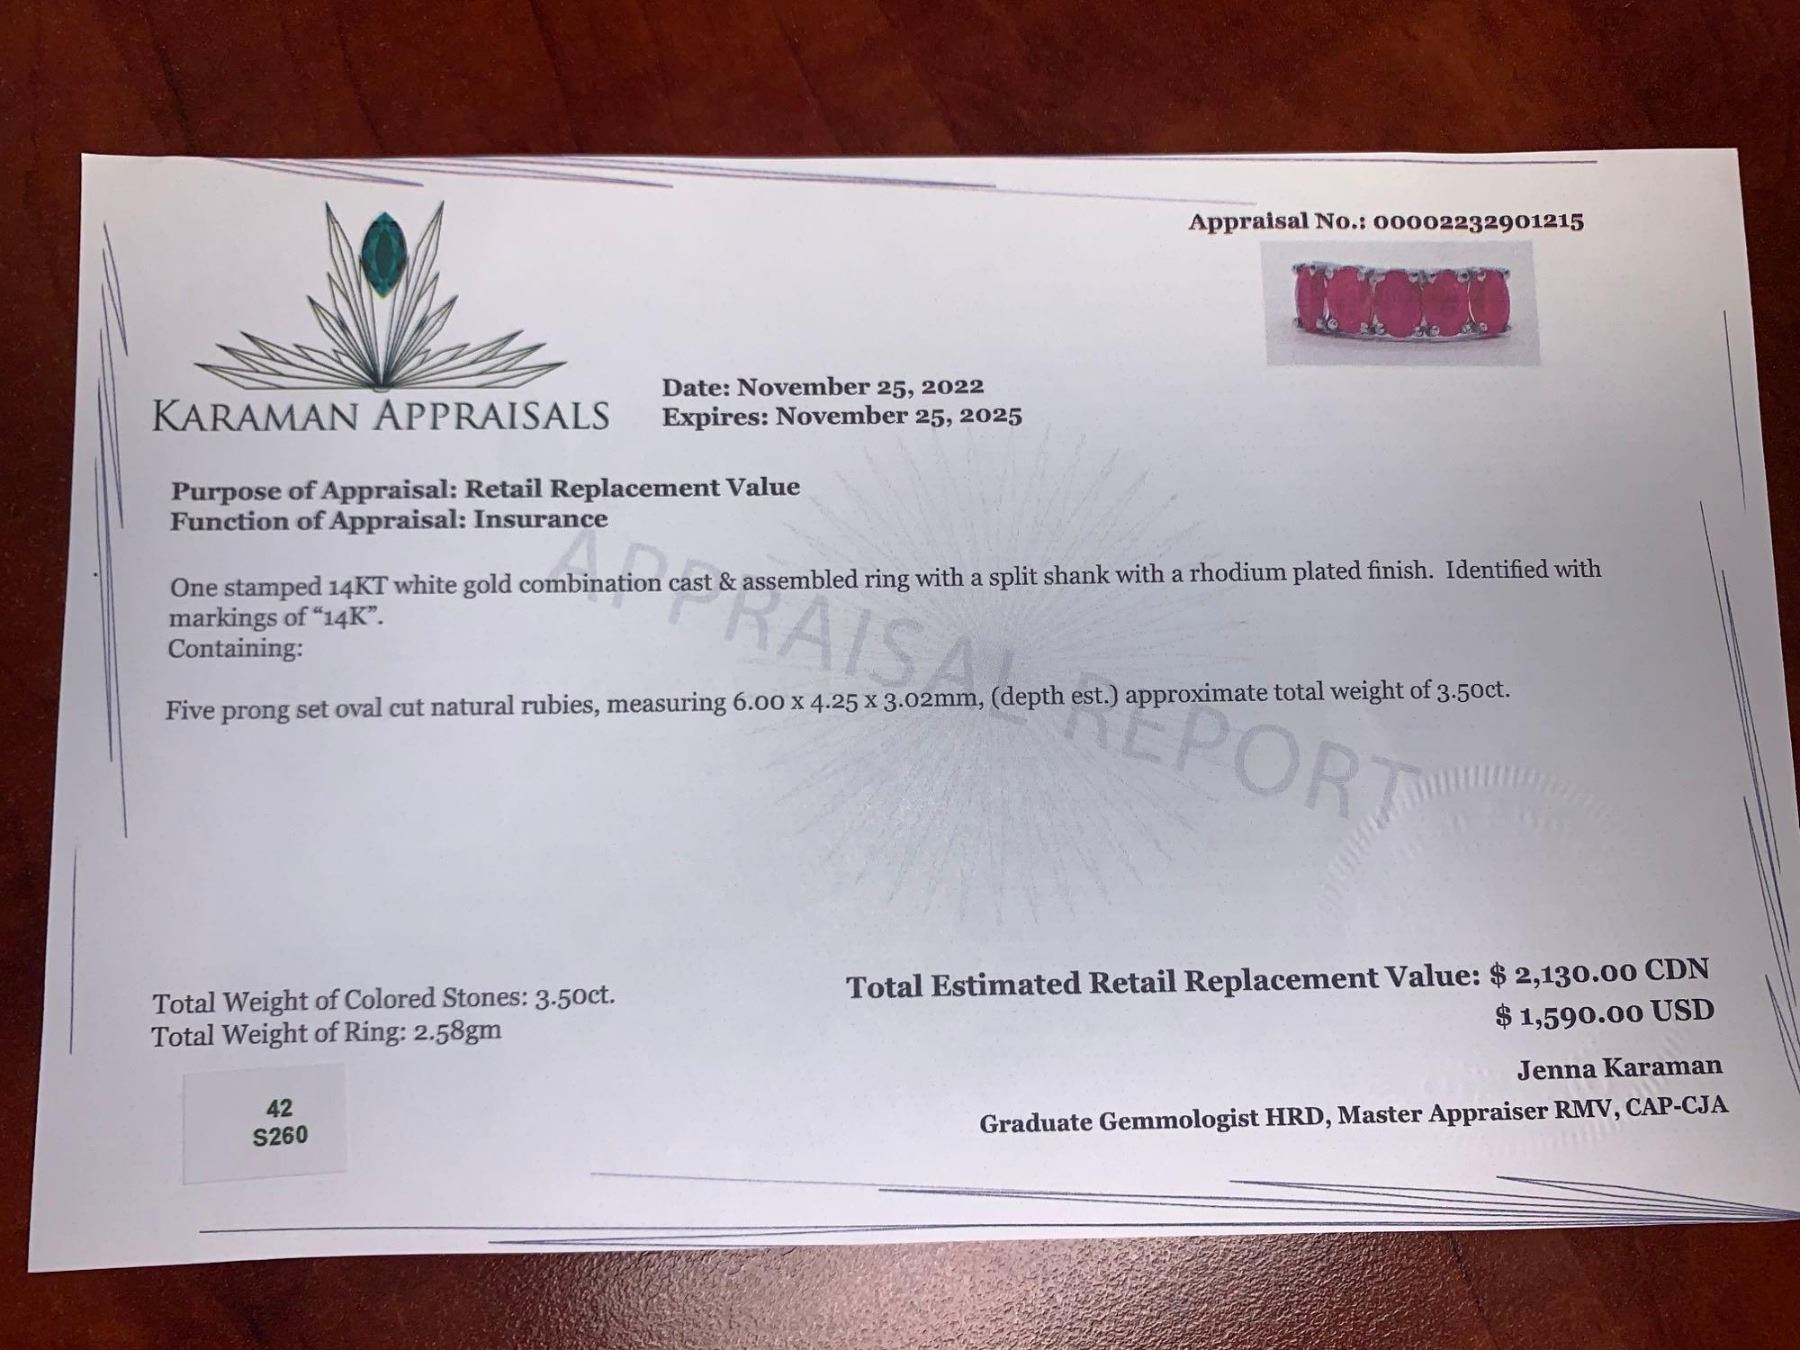 Appraisal No.: 00002232901215
KARAMAN APPRAISALS
Date: November 25, 2022
Expires: November 25, 2025
Purpose of Appraisal: Retail Replacement Value
Function of Appraisal: Insurance
One stamped 14KT white gold combination cast & assembled ring with a split shank with a rhodium plated finish. Identified with
markings of “14K”.
Containing:
Five prong set oval cut natural rubies, measuring 6.00 x 4.25 x 3.02mm, (depth est.) approximate total weight of 3.50ct.
APPRAISAL REPORT
Total Weight of Colored Stones: 3.50ct.
Total Weight of Ring: 2.58gm
Total Estimated Retail Replacement Value: $ 2,130.00 CDN
$ 1,590.00 USD
Jenna Karaman
Graduate Gemmologist HRD, Master Appraiser RMV, CAP-CJA
42
S260